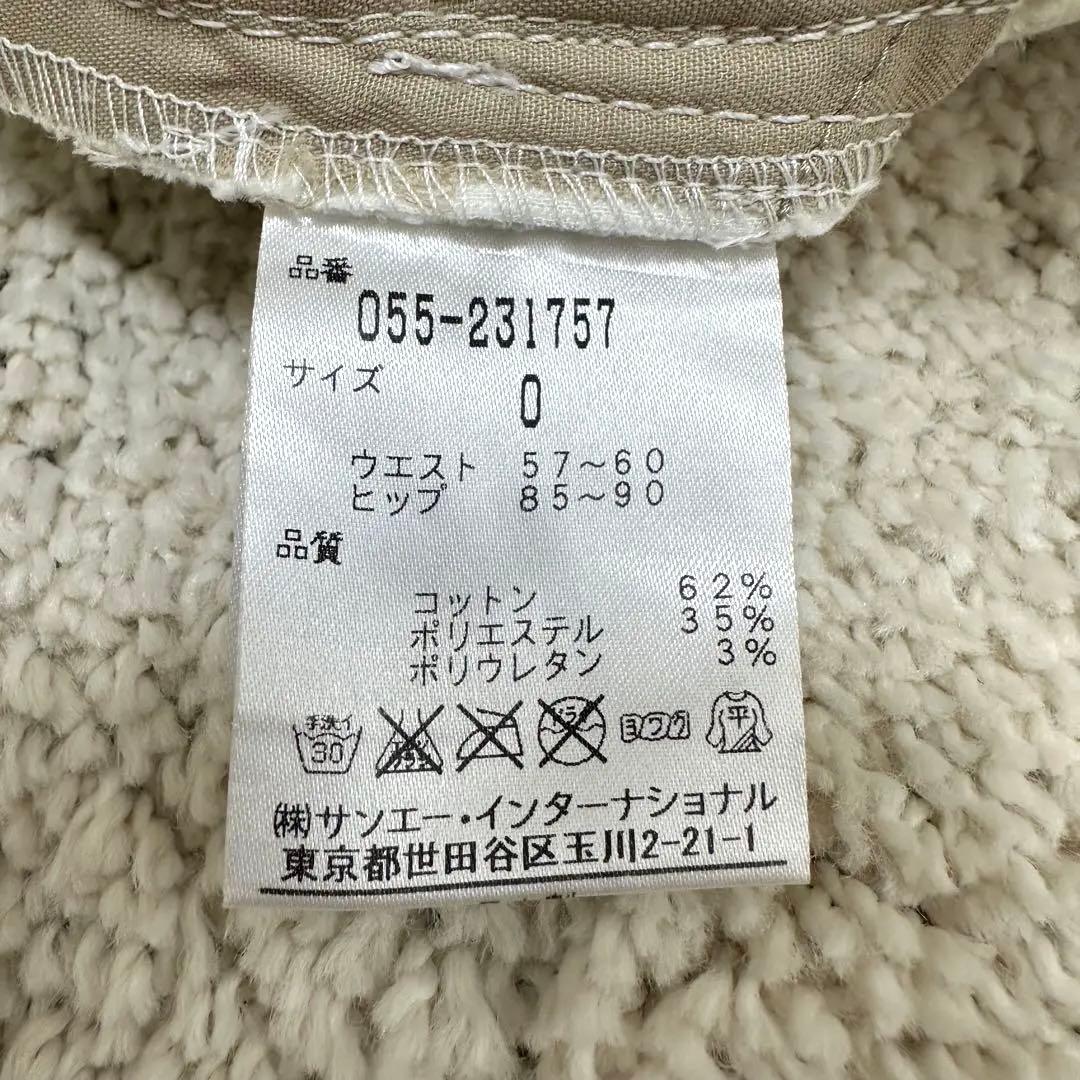 品番
055-231757
サイズ
0
ウエスト 57～60
ヒップ 85～90
品質
コットン 62%
ポリエステル 35%
ポリウレタン 3%
手洗イ
30
ヨワク
平
㈱サンエー・インターナショナル
東京都世田谷区玉川2-21-1